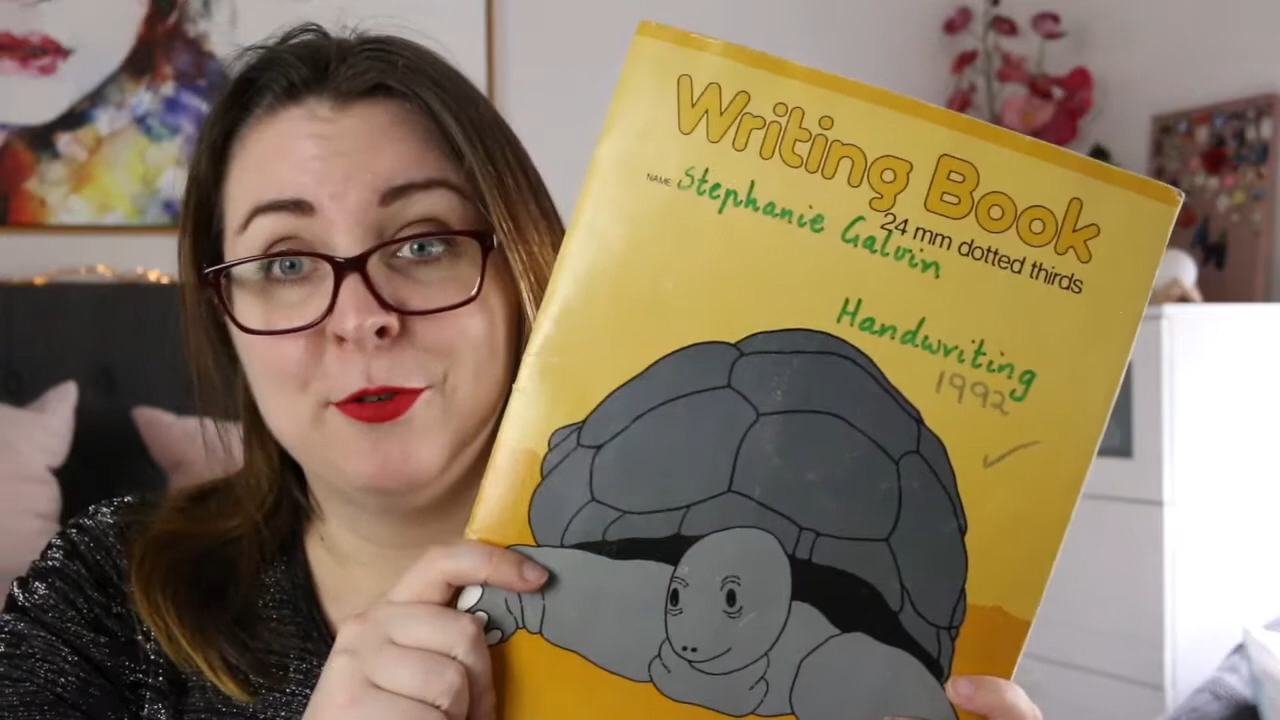 Writing Book
24 mm dotted thirds
NAME Stephanie Galvin
Handwriting
1992